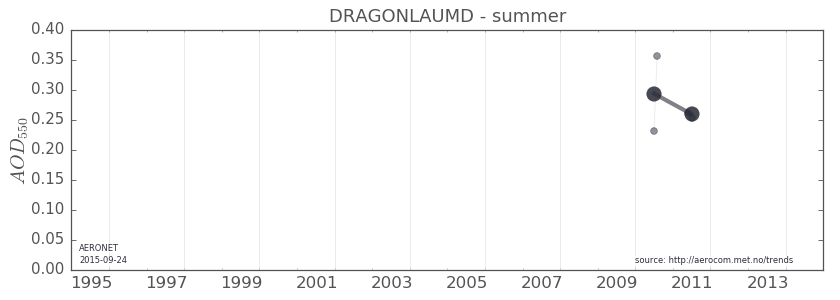 DRAGONLAUMD - summer
0.40
0.35
0.30
0.25
0.20
0.15
0.10
0.05
0.00
AOD550
AERONET
2015-09-24
source: http://aerocom.met.no/trends
1995 1997 1999 2001 2003 2005 2007 2009 2011 2013